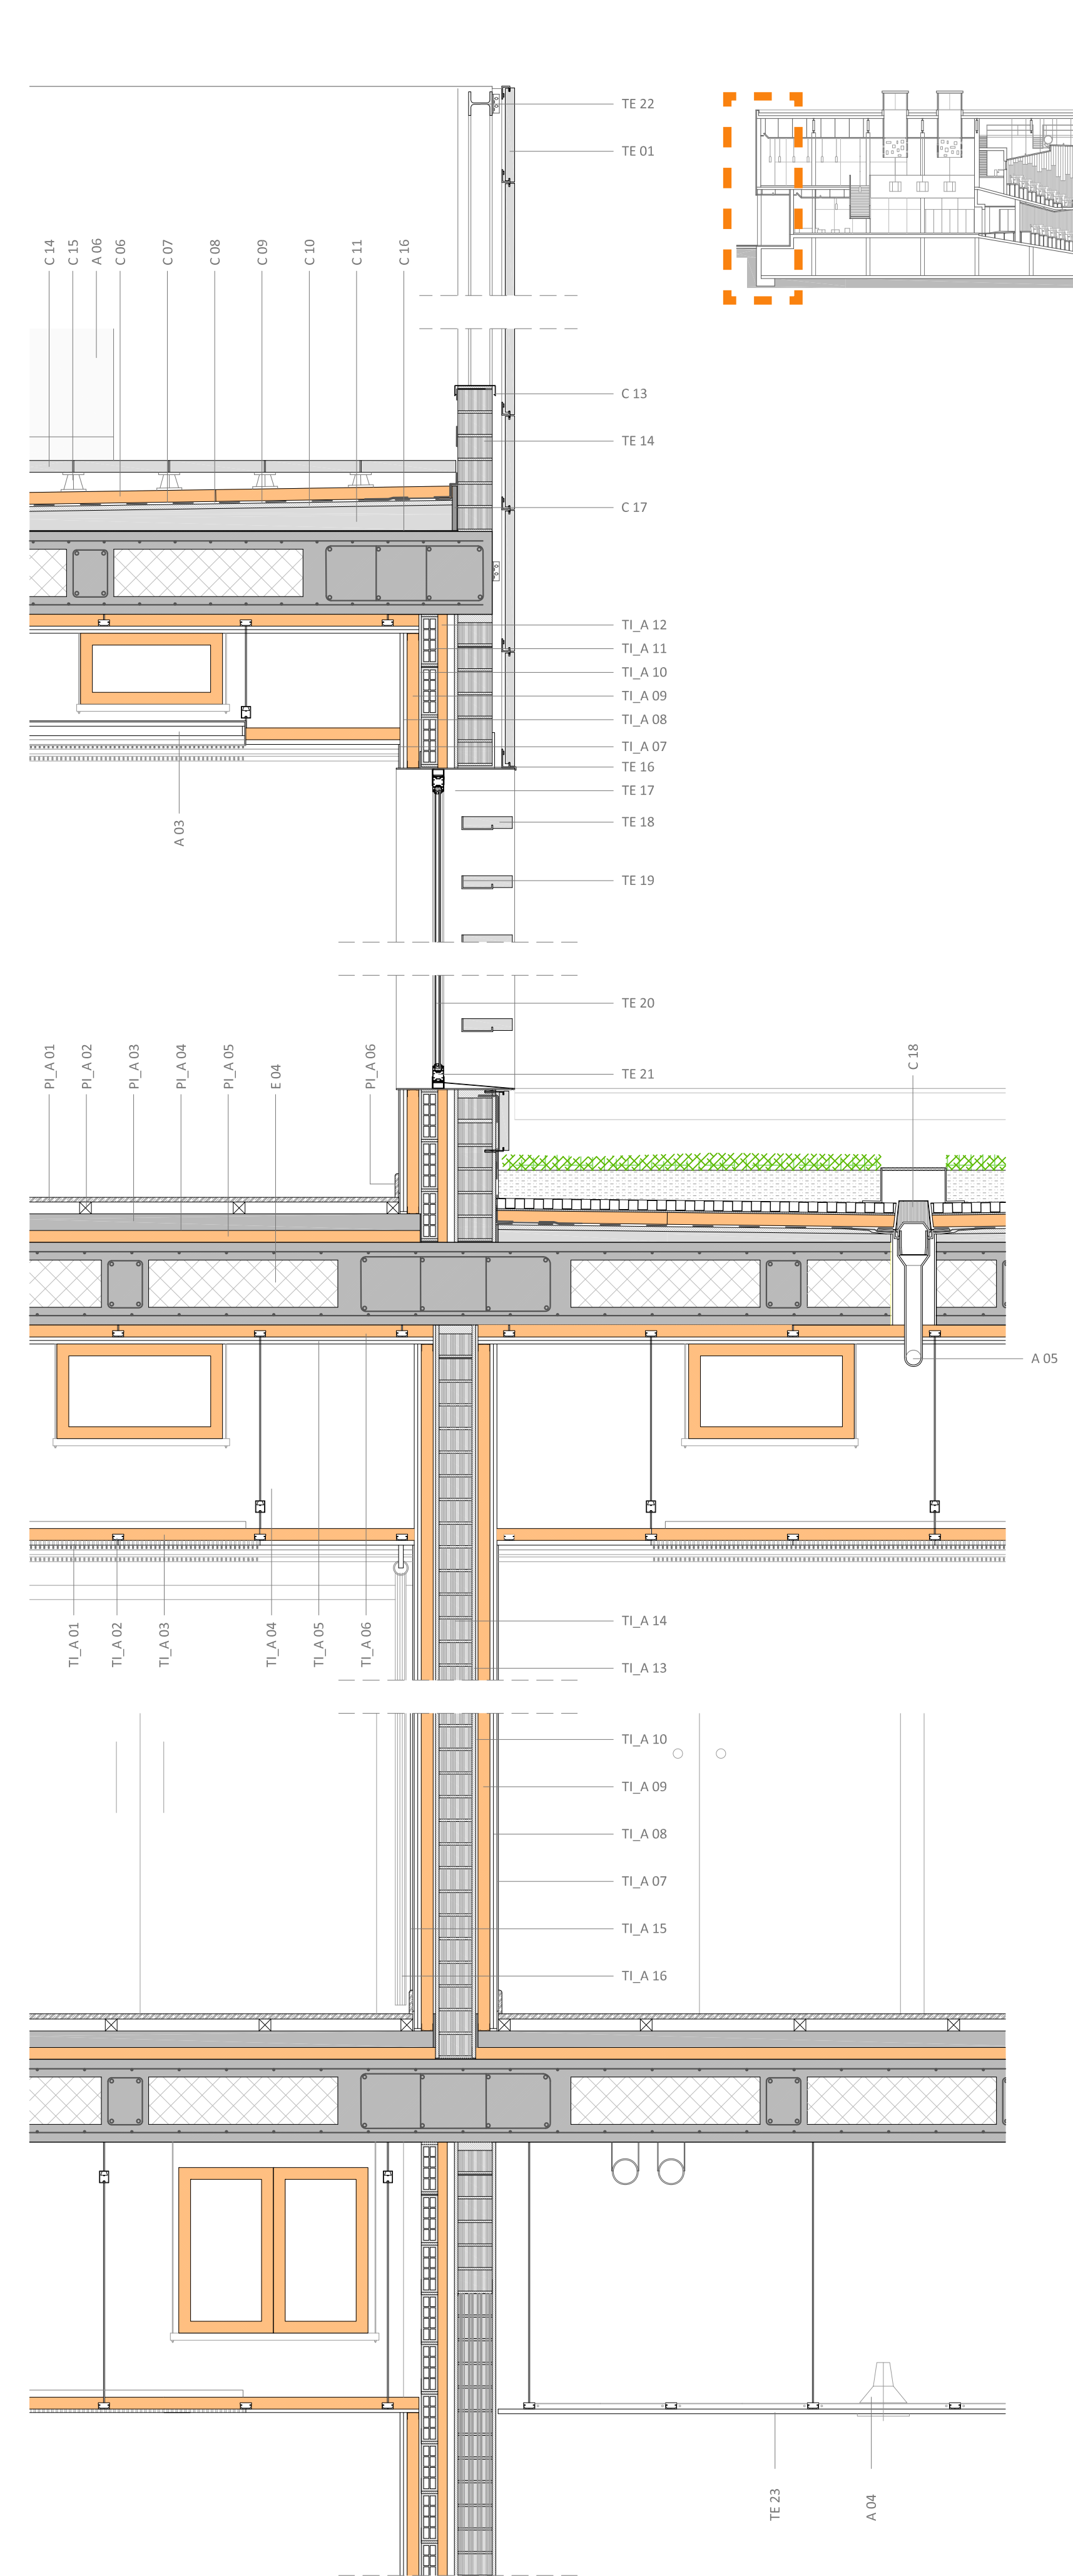 TE 22
TE 01
C 14
C 15
A 06
C 06
C 07
C 08
C 09
C 10
C 11
C 16
C 13
TE 14
C 17
TI_A 12
TI_A 11
TI_A 10
TI_A 09
TI_A 08
TI_A 07
TE 16
TE 17
TE 18
TE 19
A 03
TE 20
TE 21
PI_A 01
PI_A 02
PI_A 03
PI_A 04
PI_A 05
E 04
PI_A 06
C 18
A 05
TI_A 01
TI_A 02
TI_A 03
TI_A 04
TI_A 05
TI_A 06
TI_A 14
TI_A 13
TI_A 10
TI_A 09
TI_A 08
TI_A 07
TI_A 15
TI_A 16
TE 23
A 04